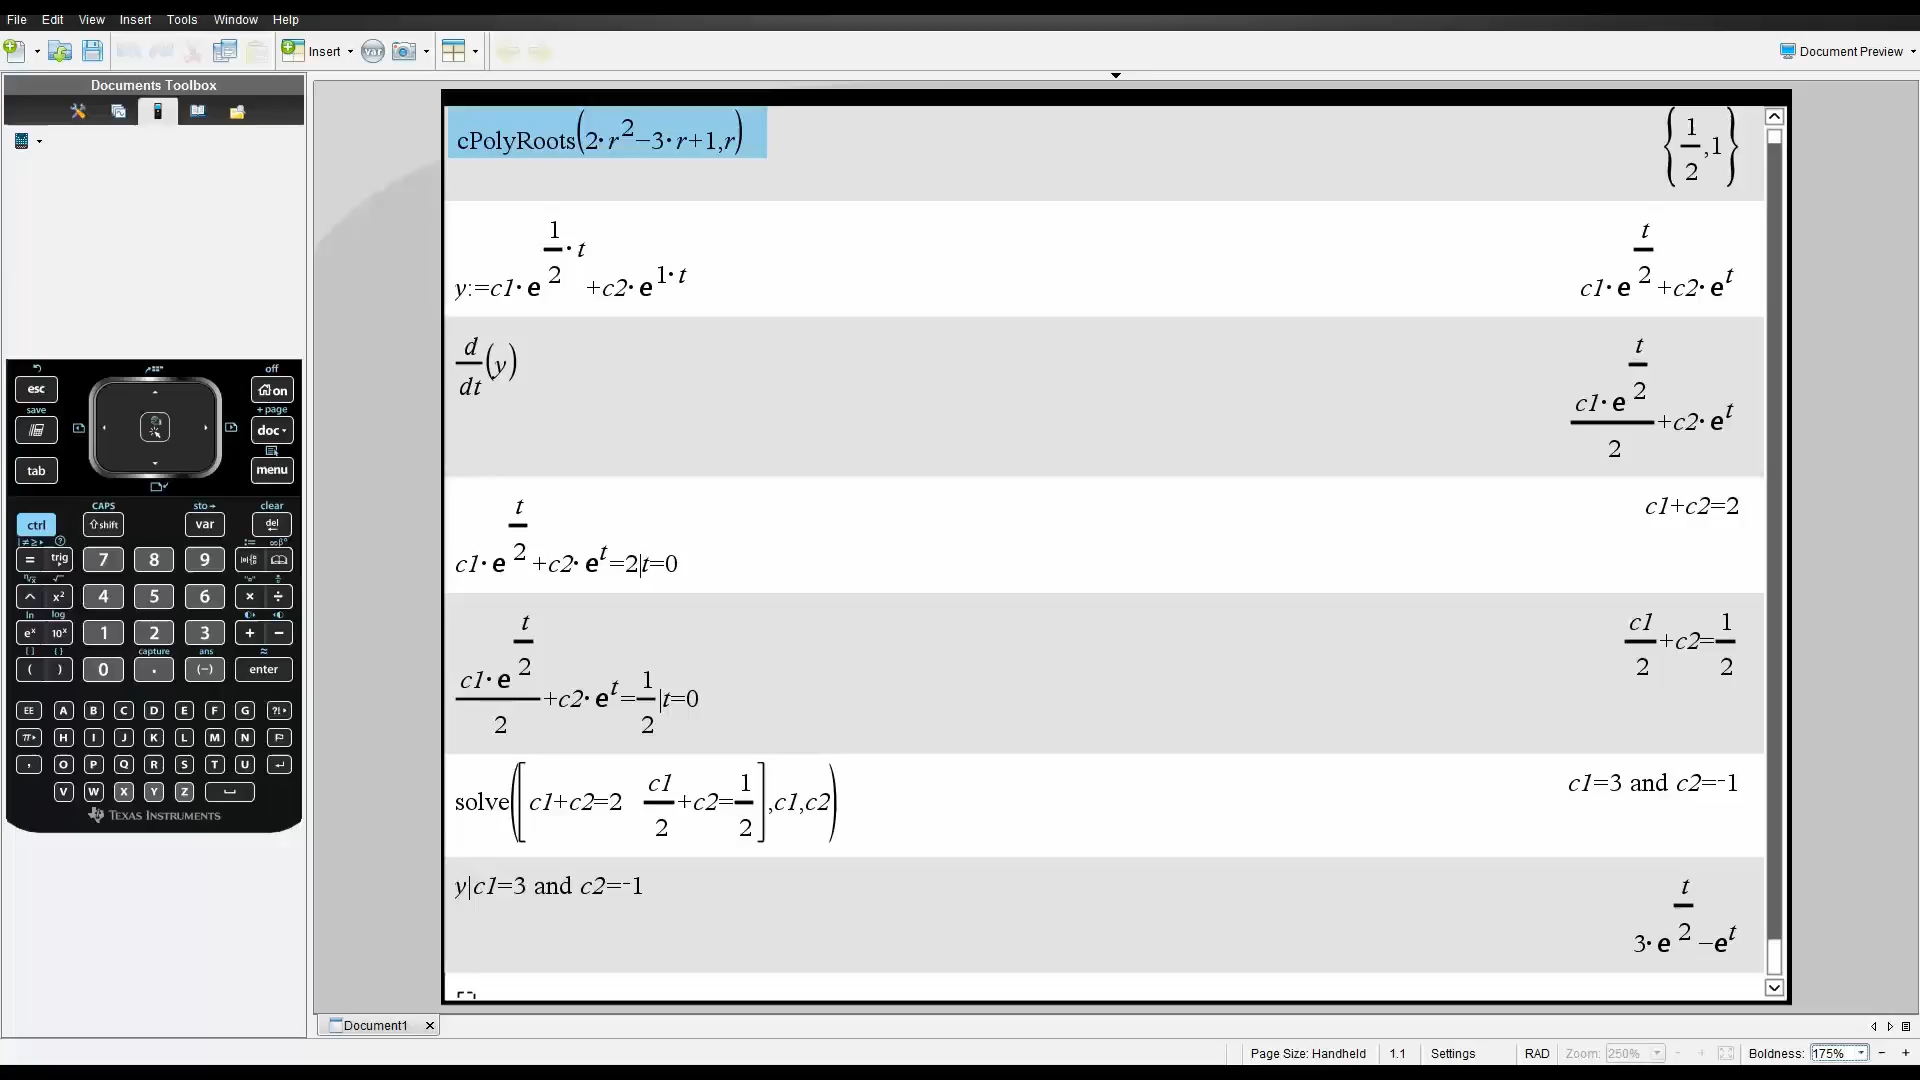 File Edit View Insert Tools Window Help
Insert var Document Preview
Documents Toolbox
cPolyRoots(2·r²−3·r+1,r) {1/2,1}
y:=c1·e^(1/2·t)+c2·e^(1·t) c1·e^(t/2)+c2·e^t
d/dt(y) c1·e^(t/2)/2+c2·e^t
c1·e^(t/2)+c2·e^t=2|t=0 c1+c2=2
c1·e^(t/2)/2+c2·e^t=1/2|t=0 c1/2+c2=1/2
solve([c1+c2=2 c1/2+c2=1/2],c1,c2) c1=3 and c2=⁻1
y|c1=3 and c2=⁻1 3·e^(t/2)−e^t
off
esc on
save + page
doc
tab menu
CAPS sto→ clear
ctrl shift var del
= trig 7 8 9
^ x² 4 5 6 × ÷
ln log
eˣ 10ˣ 1 2 3 + −
[ ] { } capture ans ≈
( ) 0 . (−) enter
EE A B C D E F G ?!▸
π▸ H I J K L M N
, O P Q R S T U
V W X Y Z
TEXAS INSTRUMENTS
Document1
Page Size: Handheld 1.1 Settings RAD Zoom: 250% − + Boldness: 175% − +